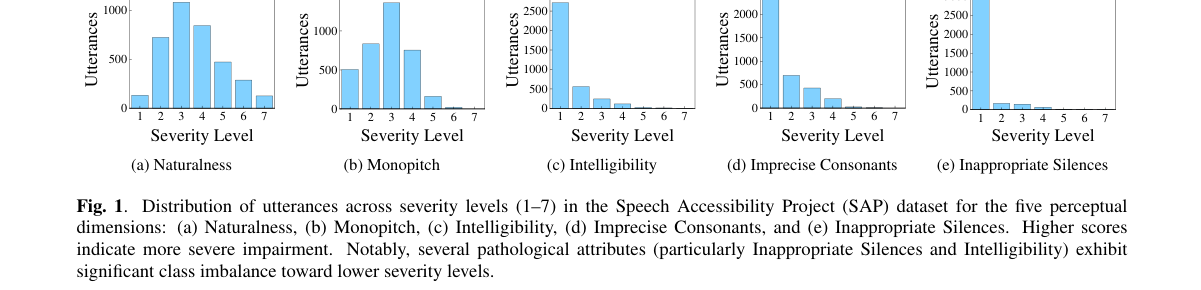 Utterances
1000
500
0
1 2 3 4 5 6 7
Severity Level
(a) Naturalness
Utterances
1000
500
0
1 2 3 4 5 6 7
Severity Level
(b) Monopitch
Utterances
2500
2000
1500
1000
500
0
1 2 3 4 5 6 7
Severity Level
(c) Intelligibility
Utterances
2000
1500
1000
500
0
1 2 3 4 5 6 7
Severity Level
(d) Imprecise Consonants
Utterances
2500
2000
1500
1000
500
0
1 2 3 4 5 6 7
Severity Level
(e) Inappropriate Silences
Fig. 1. Distribution of utterances across severity levels (1–7) in the Speech Accessibility Project (SAP) dataset for the five perceptual
dimensions: (a) Naturalness, (b) Monopitch, (c) Intelligibility, (d) Imprecise Consonants, and (e) Inappropriate Silences. Higher scores
indicate more severe impairment. Notably, several pathological attributes (particularly Inappropriate Silences and Intelligibility) exhibit
significant class imbalance toward lower severity levels.